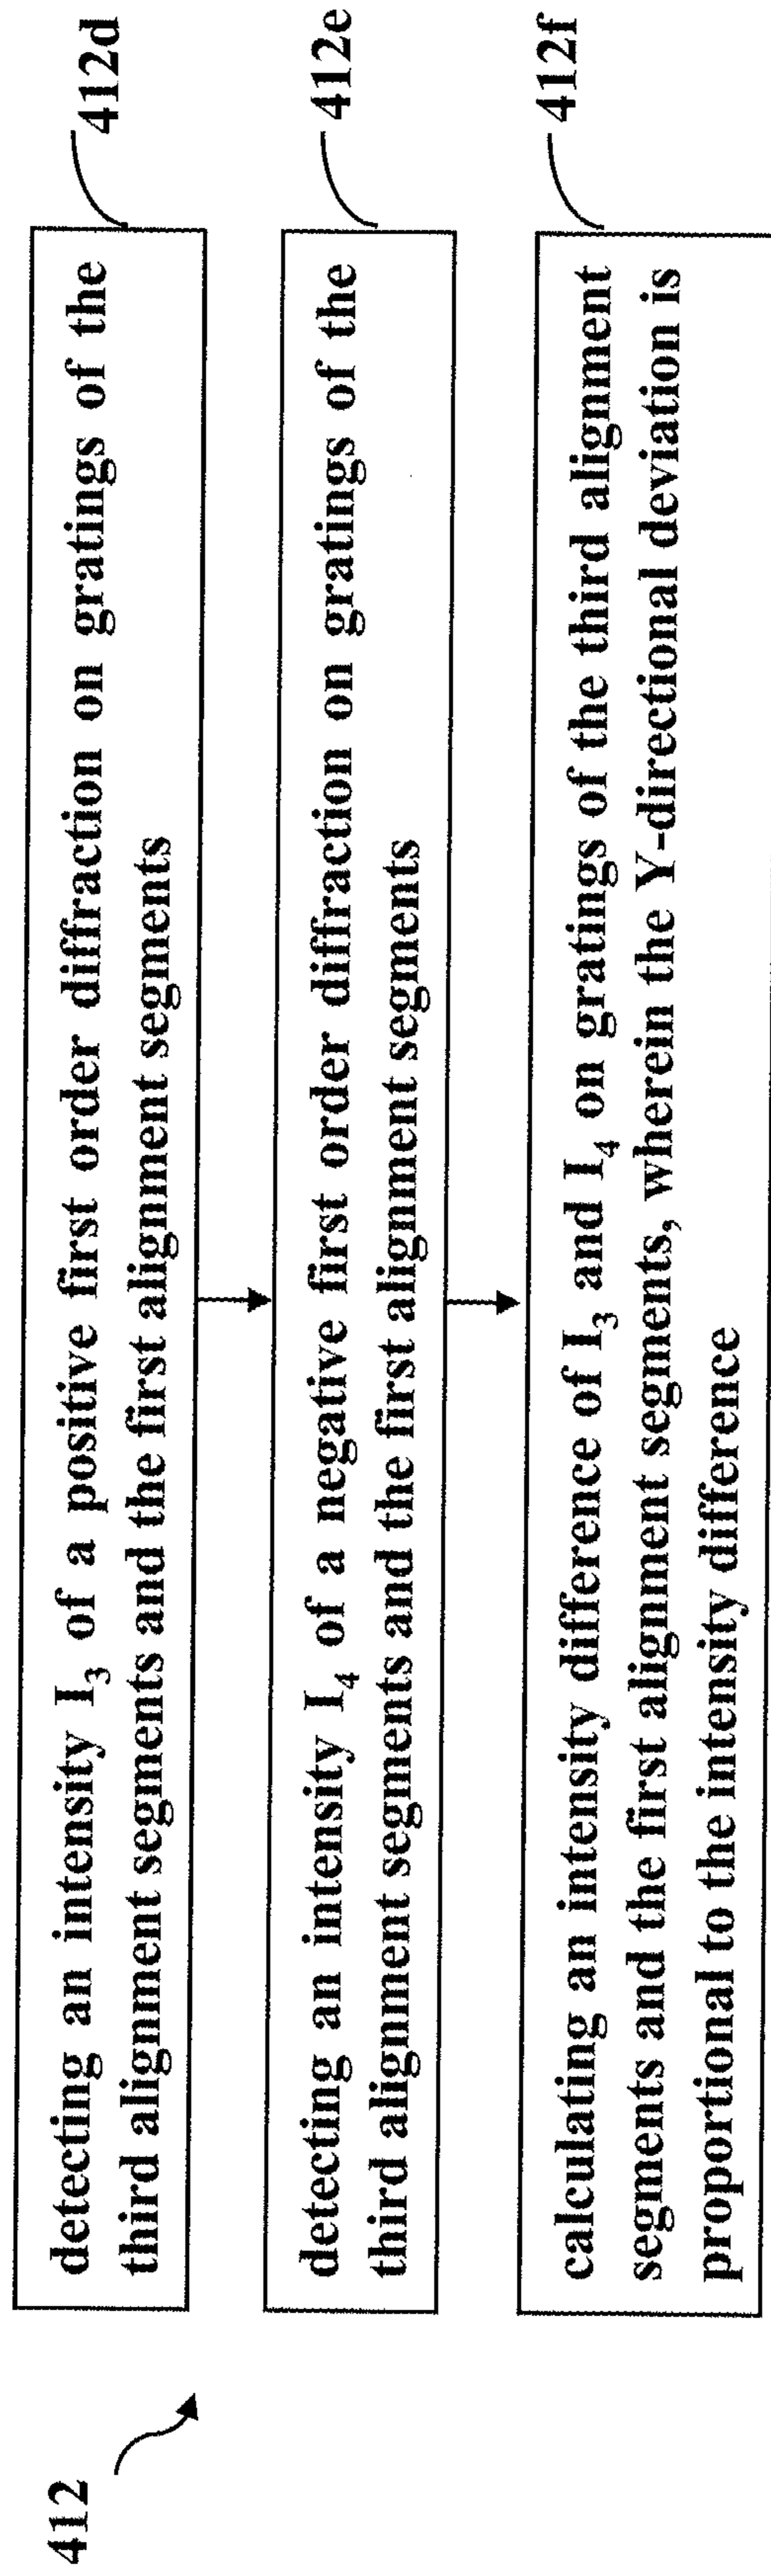 412
detecting an intensity I₃ of a positive first order diffraction on gratings of the
third alignment segments and the first alignment segments
412d
detecting an intensity I₄ of a negative first order diffraction on gratings of the
third alignment segments and the first alignment segments
412e
calculating an intensity difference of I₃ and I₄ on gratings of the third alignment
segments and the first alignment segments, wherein the Y-directional deviation is
proportional to the intensity difference
412f